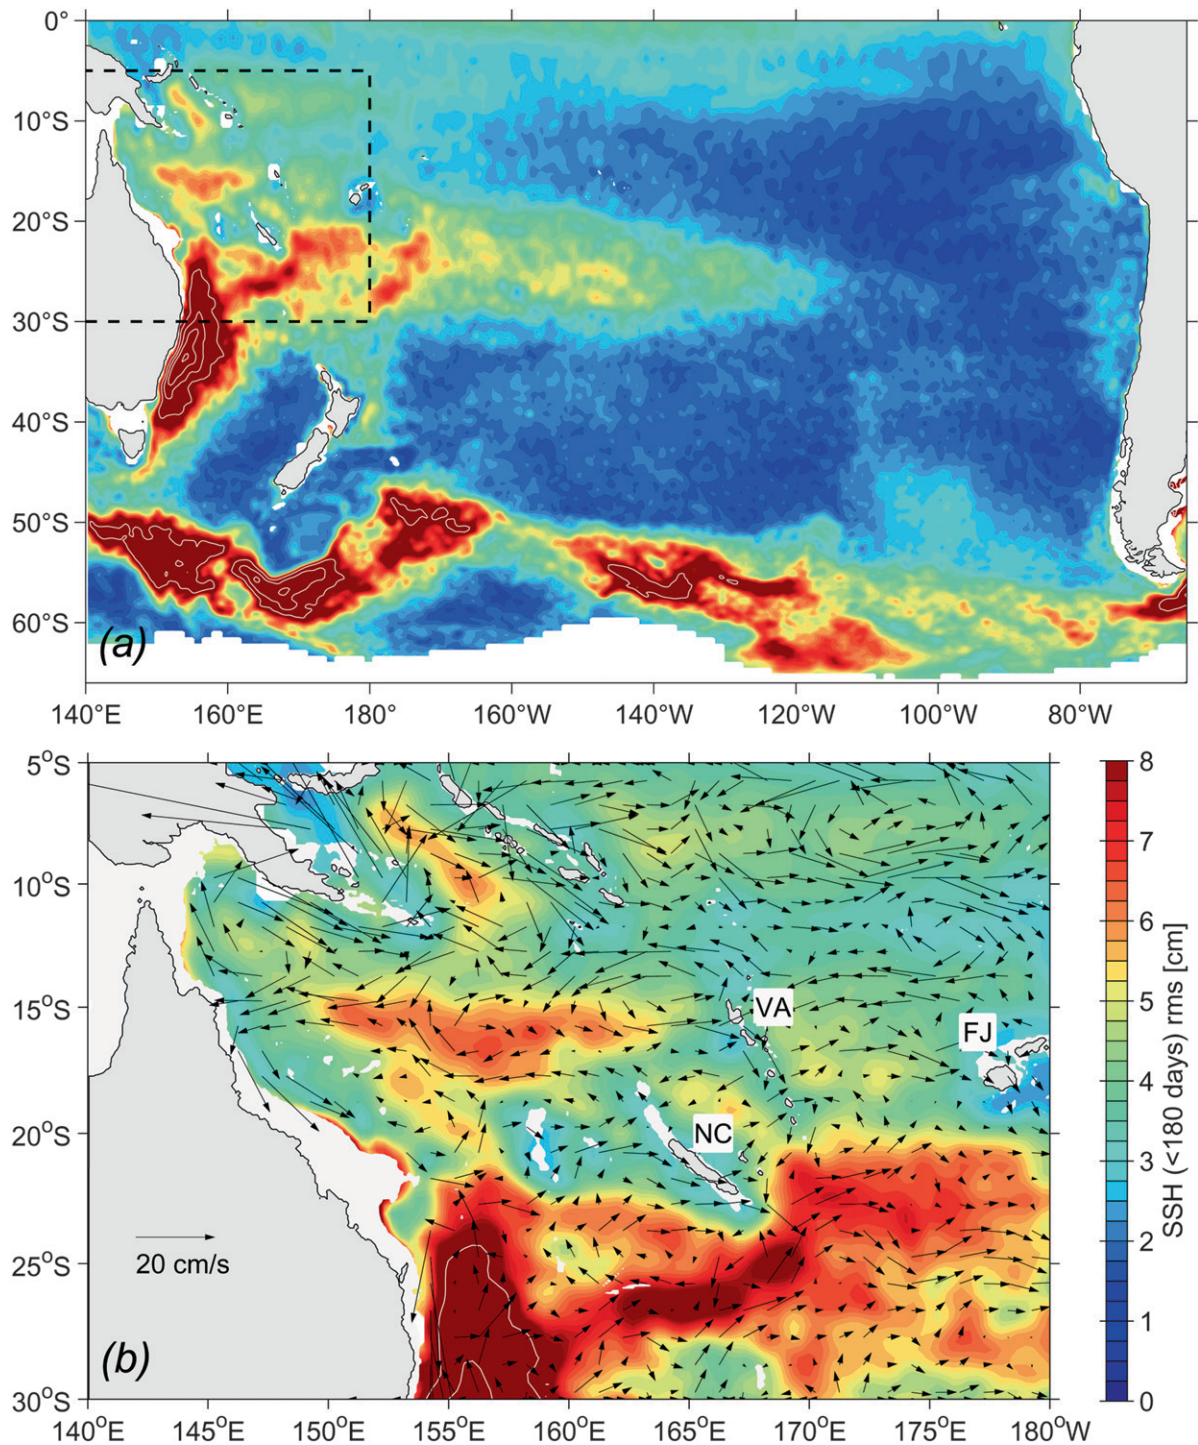 0°
10°S
20°S
30°S
40°S
50°S
60°S
(a)
140°E 160°E 180° 160°W 140°W 120°W 100°W 80°W
5°S
10°S
15°S
20°S
25°S
30°S
VA
FJ
NC
20 cm/s
(b)
140°E 145°E 150°E 155°E 160°E 165°E 170°E 175°E 180°W
8
7
6
5
4
3
2
1
0
SSH (<180 days) rms [cm]